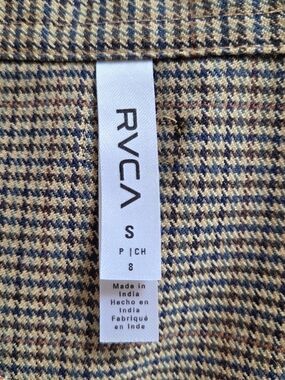 RVCA
S
P | CH
8
Made in
India
Hecho en
India
Fabriqué
en Inde